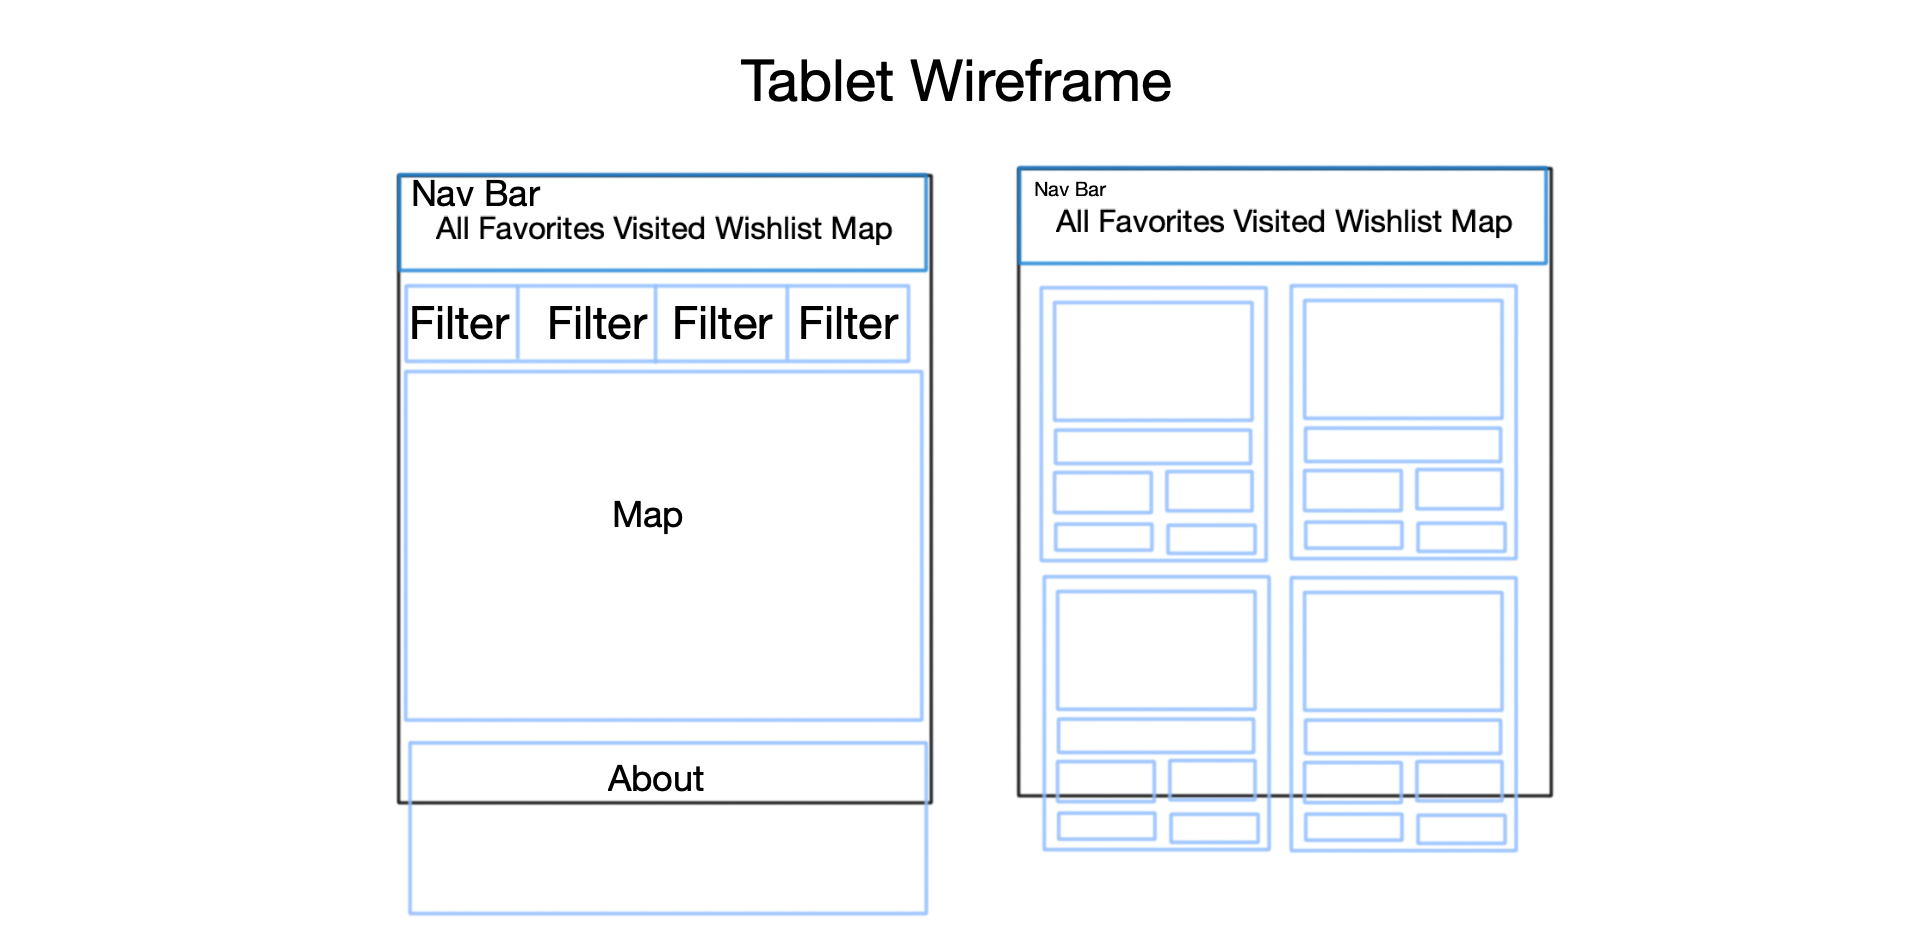 Tablet Wireframe
Nav Bar
All Favorites Visited Wishlist Map
Filter Filter Filter Filter
Map
About
Nav Bar
All Favorites Visited Wishlist Map